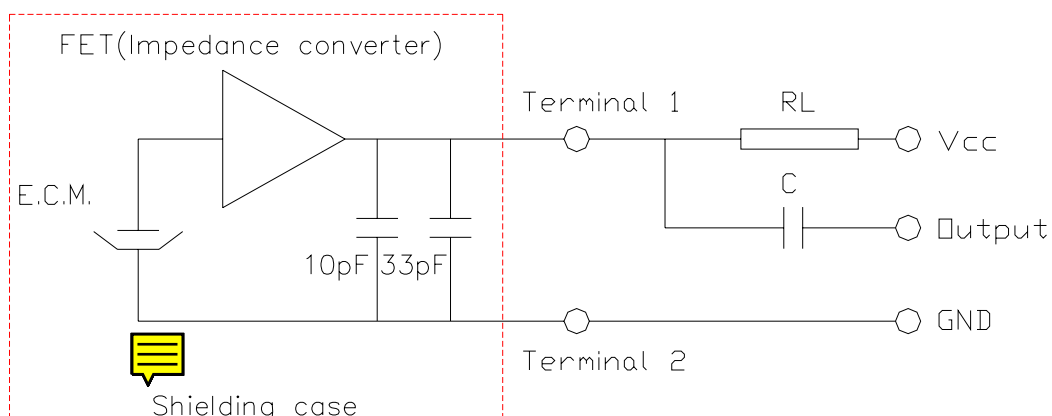 FET(Impedance converter)
Terminal 1
RL
Vcc
E.C.M.
C
Output
10pF 33pF
GND
Terminal 2
Shielding case